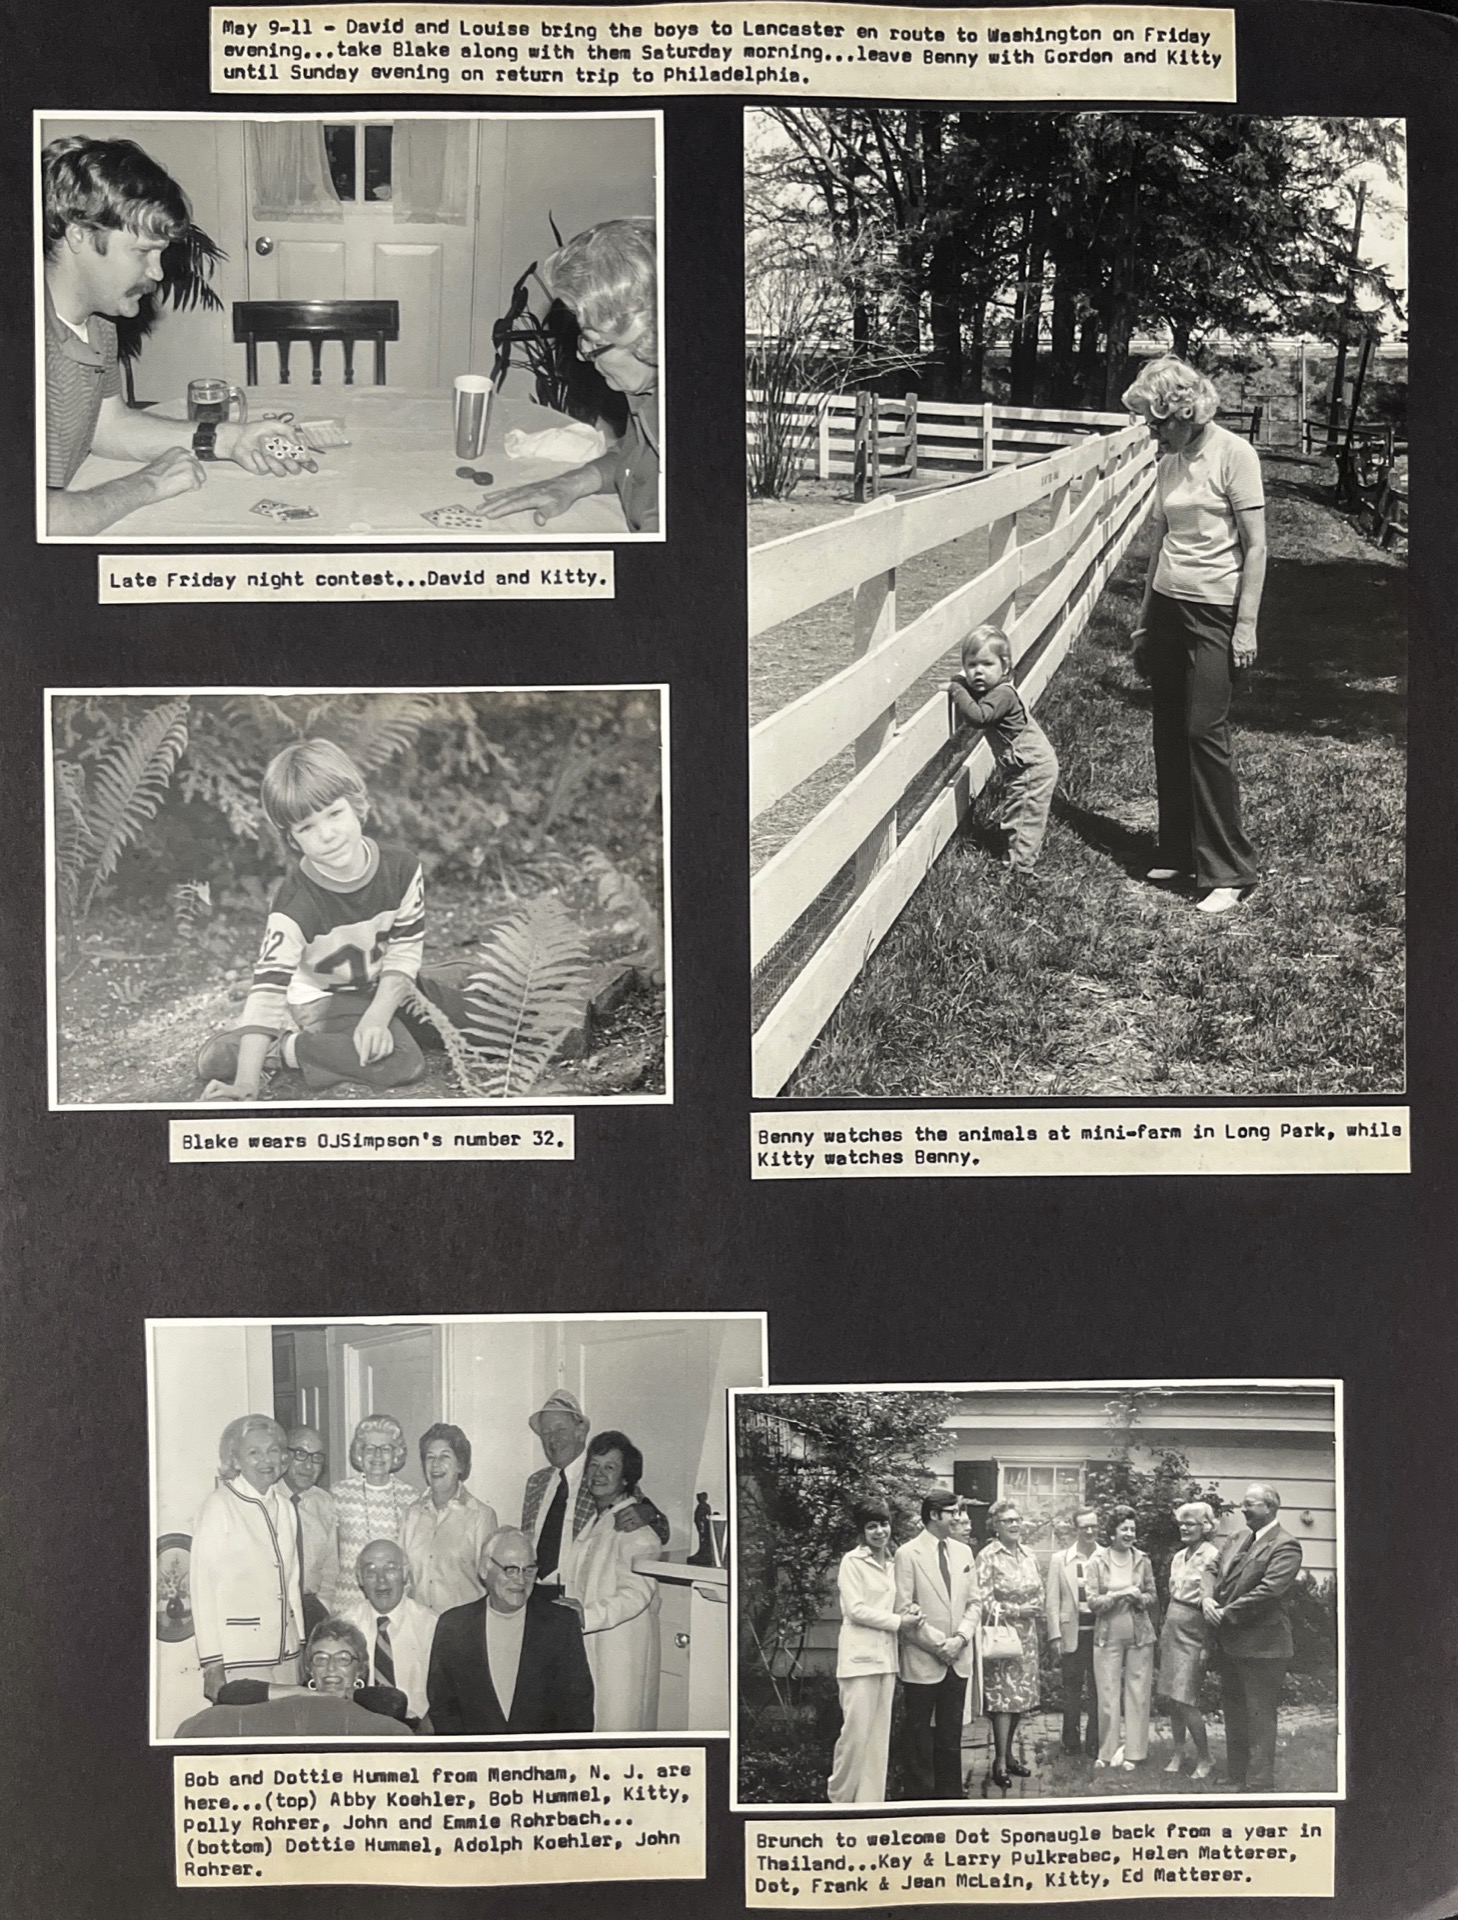 May 9-11 - David and Louise bring the boys to Lancaster en route to Washington on Friday
evening...take Blake along with them Saturday morning...leave Benny with Gordon and Kitty
until Sunday evening on return trip to Philadelphia.
Late Friday night contest...David and Kitty.
32
32
Blake wears OJSimpson's number 32.
Benny watches the animals at mini-farm in Long Park, while
Kitty watches Benny.
Bob and Dottie Hummel from Mendham, N. J. are
here...(top) Abby Koehler, Bob Hummel, Kitty,
Polly Rohrer, John and Emmie Rohrbach...
(bottom) Dottie Hummel, Adolph Koehler, John
Rohrer.
Brunch to welcome Dot Sponaugle back from a year in
Thailand...Kay & Larry Pulkrabec, Helen Matterer,
Dot, Frank & Jean McLain, Kitty, Ed Matterer.